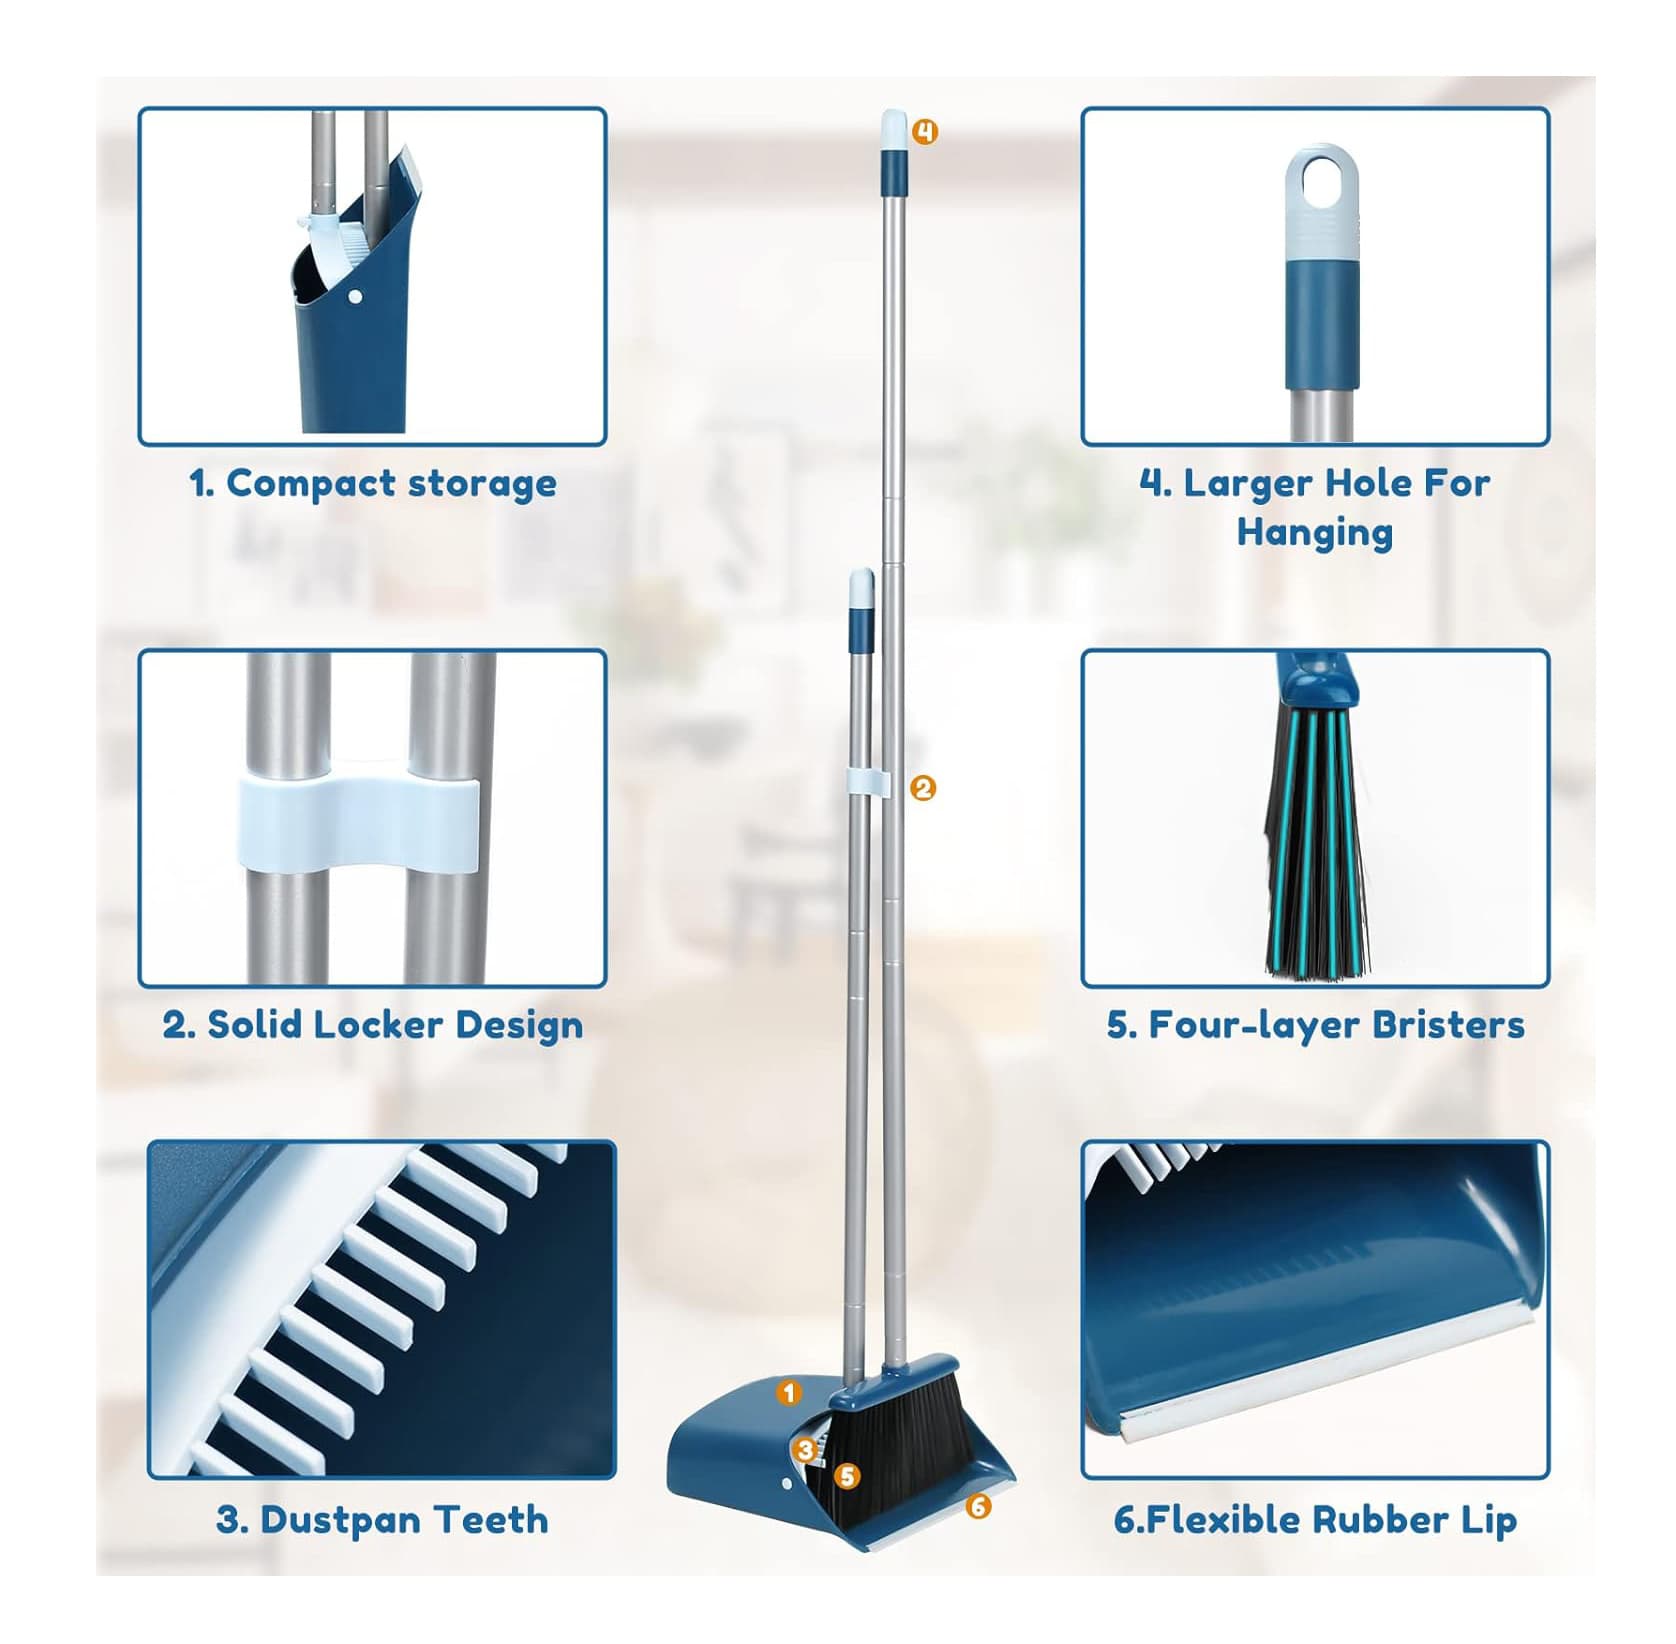 1. Compact storage
2. Solid Locker Design
3. Dustpan Teeth
4
2
1
3
5
6
4. Larger Hole For
Hanging
5. Four-layer Bristers
6.Flexible Rubber Lip